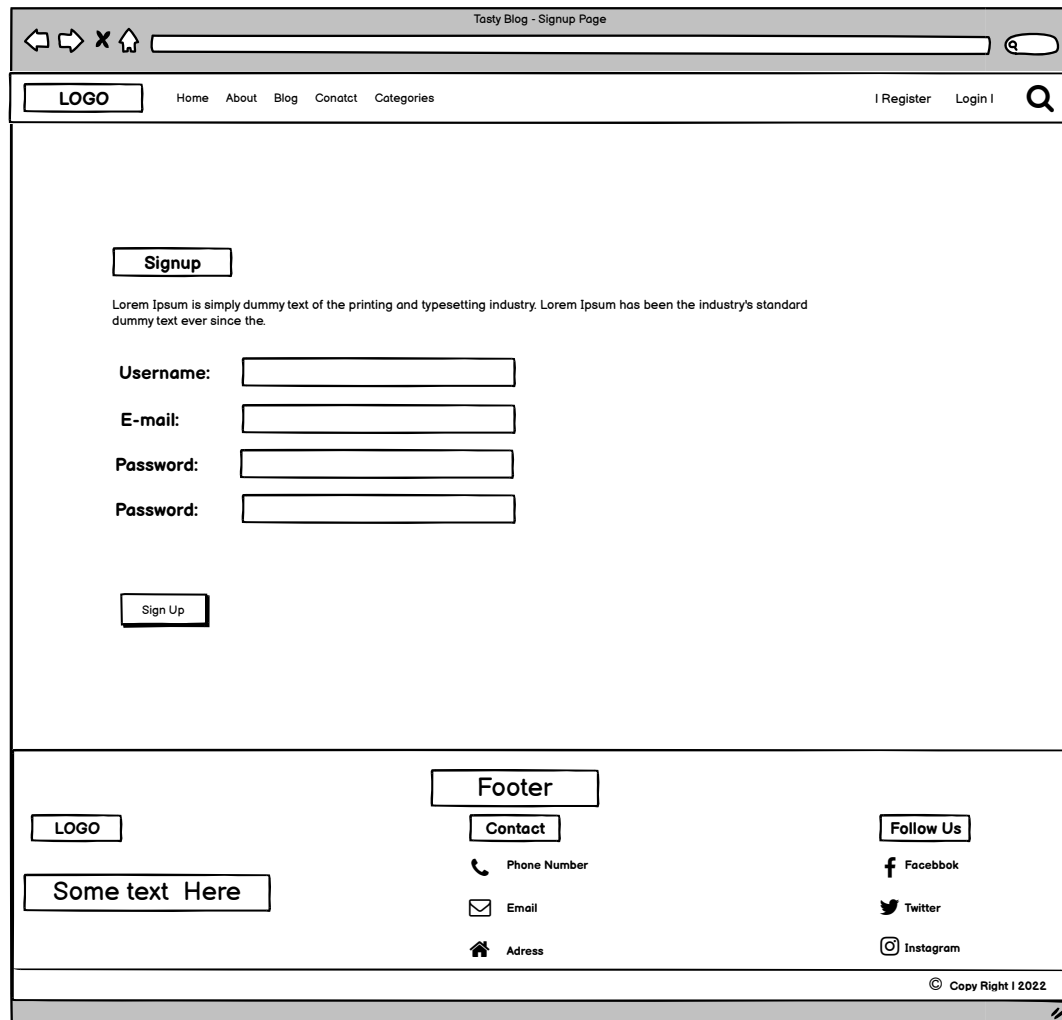 Tasty Blog - Signup Page
LOGO Home About Blog Conatct Categories I Register Login I
Signup
Lorem Ipsum is simply dummy text of the printing and typesetting industry. Lorem Ipsum has been the industry's standard
dummy text ever since the.
Username:
E-mail:
Password:
Password:
Sign Up
Footer
LOGO
Some text Here
Contact
Phone Number
Email
Adress
Follow Us
Facebbok
Twitter
Instagram
© Copy Right I 2022